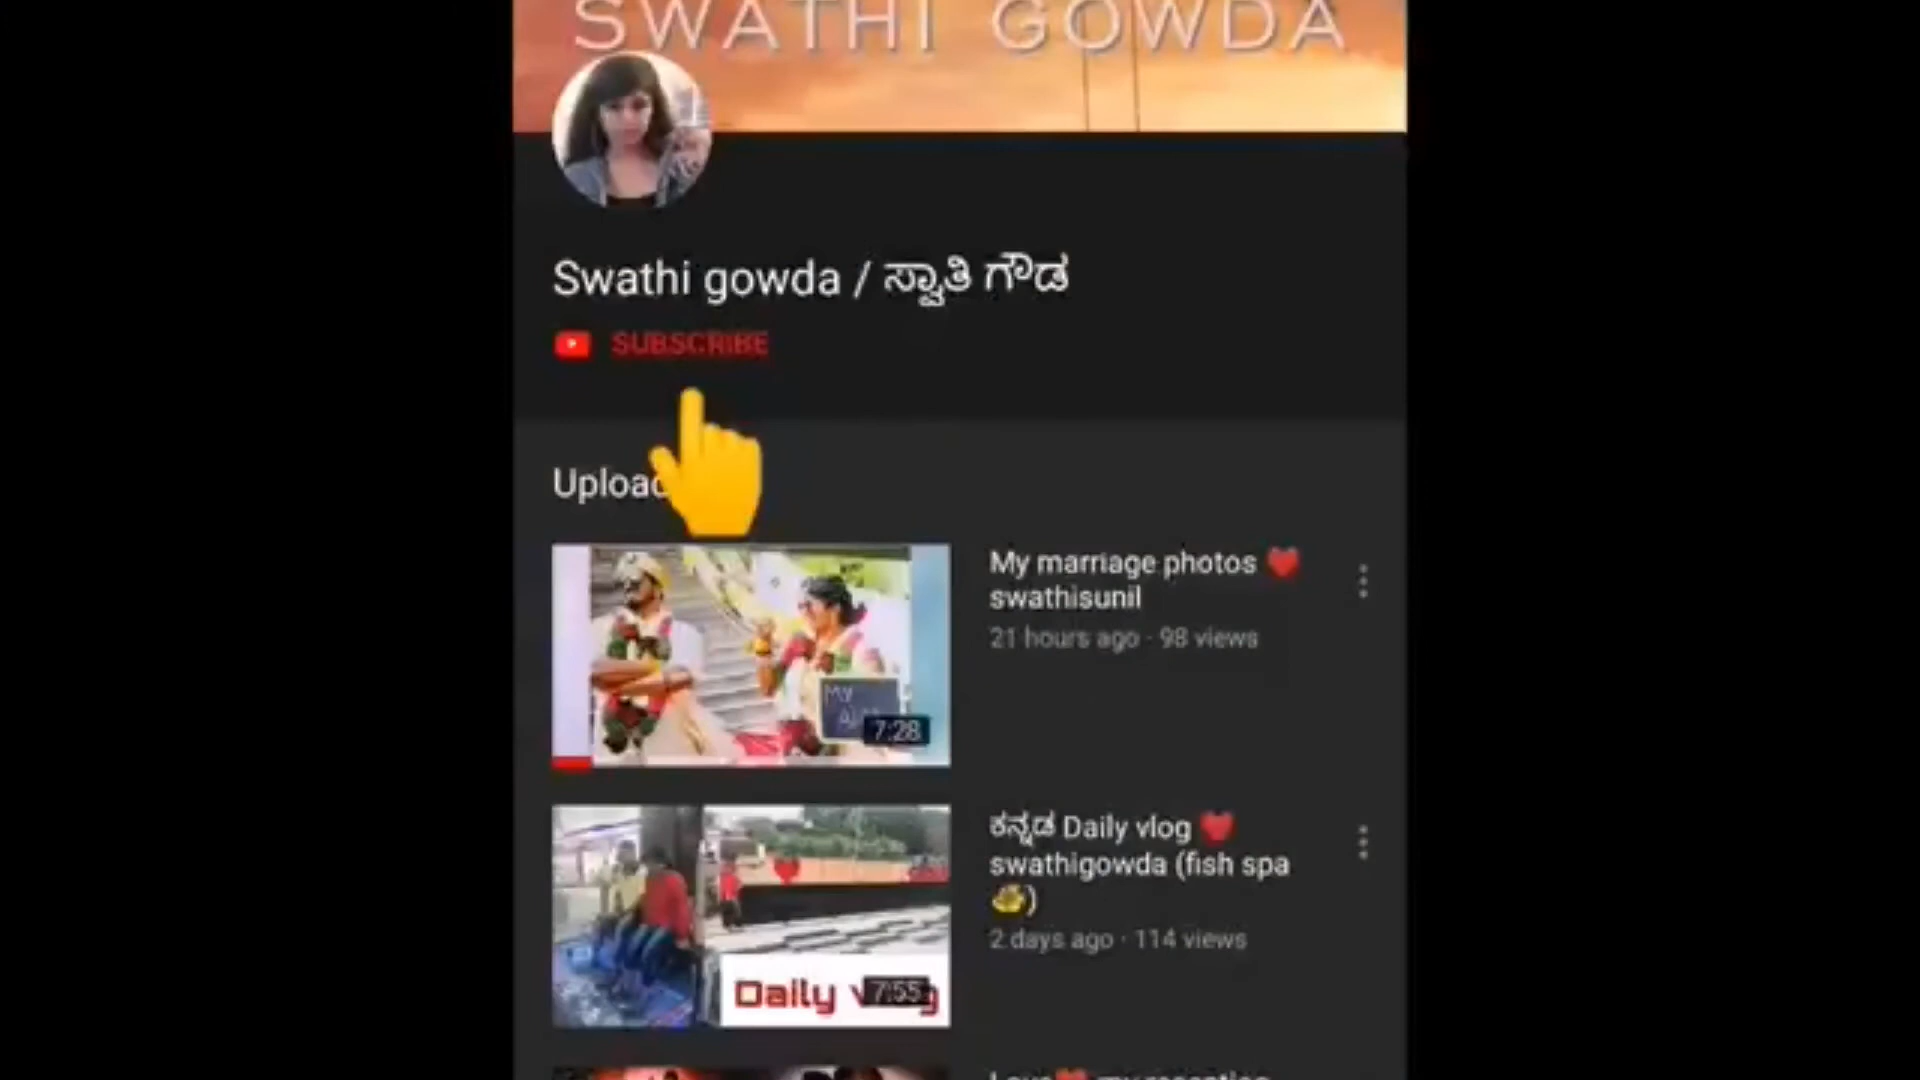 SWATHI GOWDA
Swathi gowda / ಸ್ವಾತಿ ಗೌಡ
SUBSCRIBE
Uploa
My marriage photos ❤️
swathisunil
21 hours ago · 98 views
My
7:28
ಕನ್ನಡ Daily vlog ❤️
swathigowda (fish spa
🐠)
2 days ago · 114 views
Daily
7:55